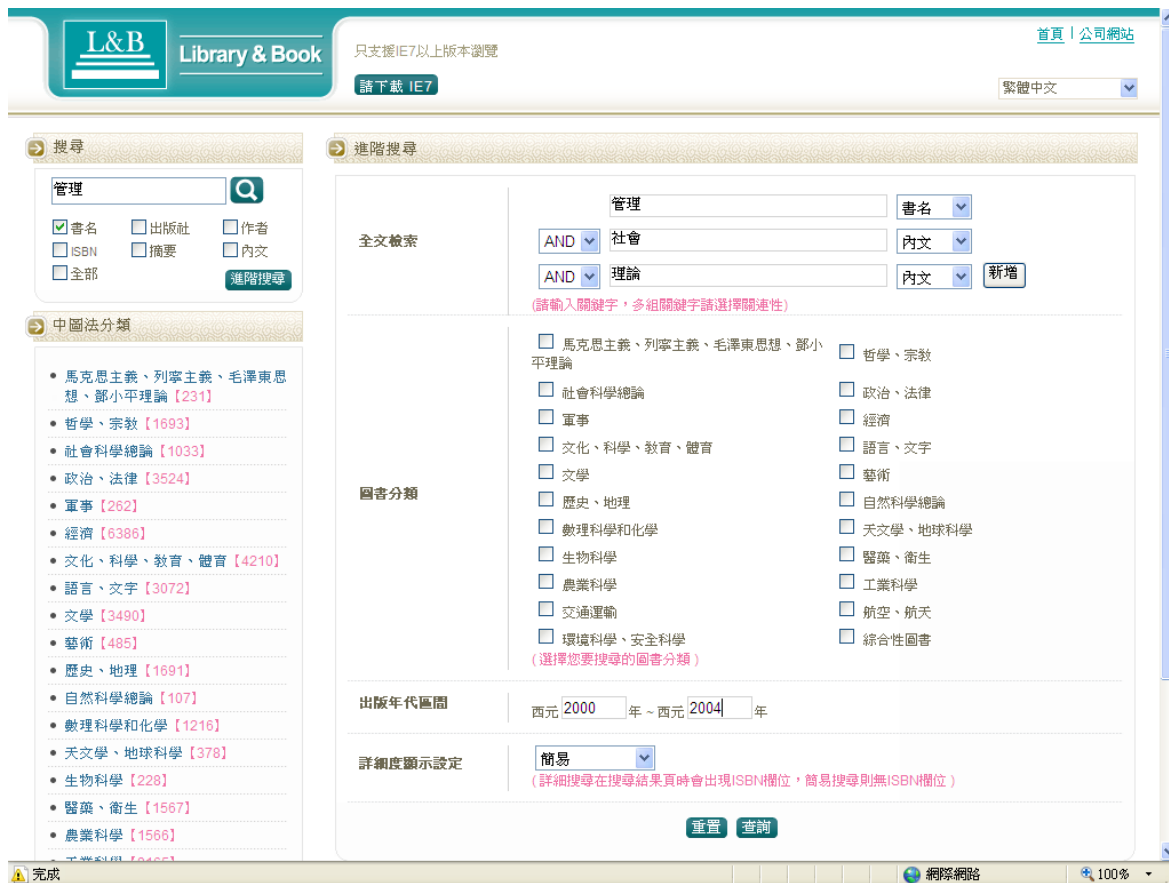 L&B
Library & Book
只支援IE7以上版本瀏覽
請下載 IE7
首頁 | 公司網站
繁體中文
搜尋
管理
書名 出版社 作者
ISBN 摘要 內文
全部 進階搜尋
中圖法分類
馬克思主義、列寧主義、毛澤東思
想、鄧小平理論【231】
哲學、宗教【1693】
社會科學總論【1033】
政治、法律【3524】
軍事【262】
經濟【6386】
文化、科學、教育、體育【4210】
語言、文字【3072】
文學【3490】
藝術【485】
歷史、地理【1691】
自然科學總論【107】
數理科學和化學【1216】
天文學、地球科學【378】
生物科學【228】
醫藥、衛生【1567】
農業科學【1566】
進階搜尋
全文檢索
管理 書名
AND 社會 內文
AND 理論 內文 新增
(請輸入關鍵字，多組關鍵字請選擇關連性)
圖書分類
馬克思主義、列寧主義、毛澤東思想、鄧小
平理論
哲學、宗教
社會科學總論 政治、法律
軍事 經濟
文化、科學、教育、體育 語言、文字
文學 藝術
歷史、地理 自然科學總論
數理科學和化學 天文學、地球科學
生物科學 醫藥、衛生
農業科學 工業科學
交通運輸 航空、航天
環境科學、安全科學 綜合性圖書
( 選擇您要搜尋的圖書分類 )
出版年代區間
西元 2000 年 ~ 西元 2004 年
詳細度顯示設定
簡易
( 詳細搜尋在搜尋結果頁時會出現ISBN欄位，簡易搜尋則無ISBN欄位 )
重置 查詢
完成 網際網路 100%